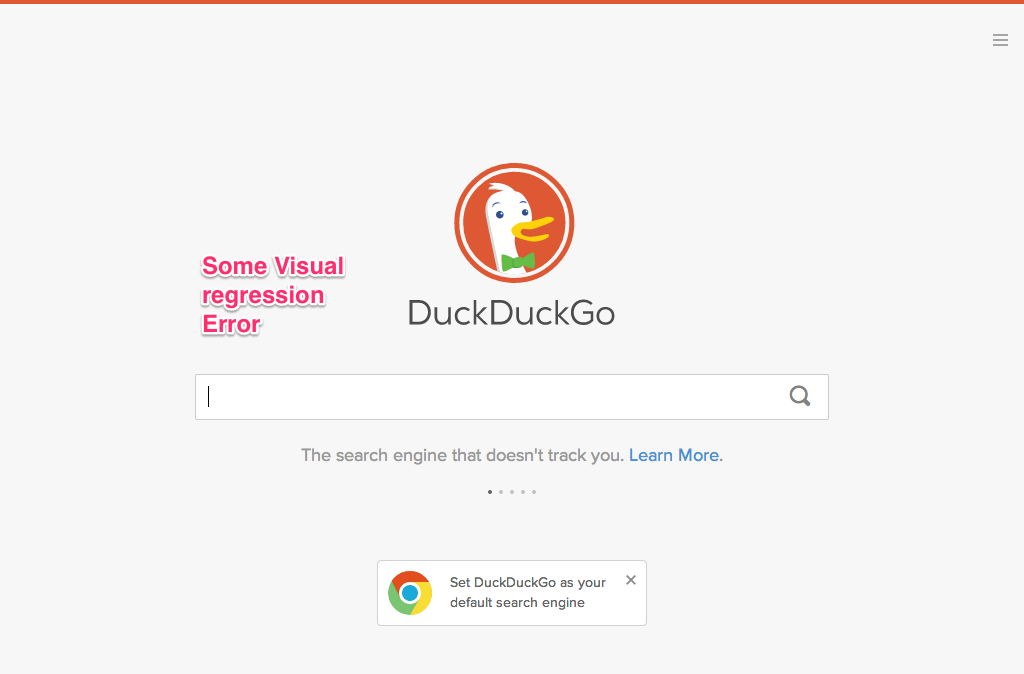 Some Visual
regression
Error
DuckDuckGo
The search engine that doesn't track you. Learn More.
Set DuckDuckGo as your
default search engine